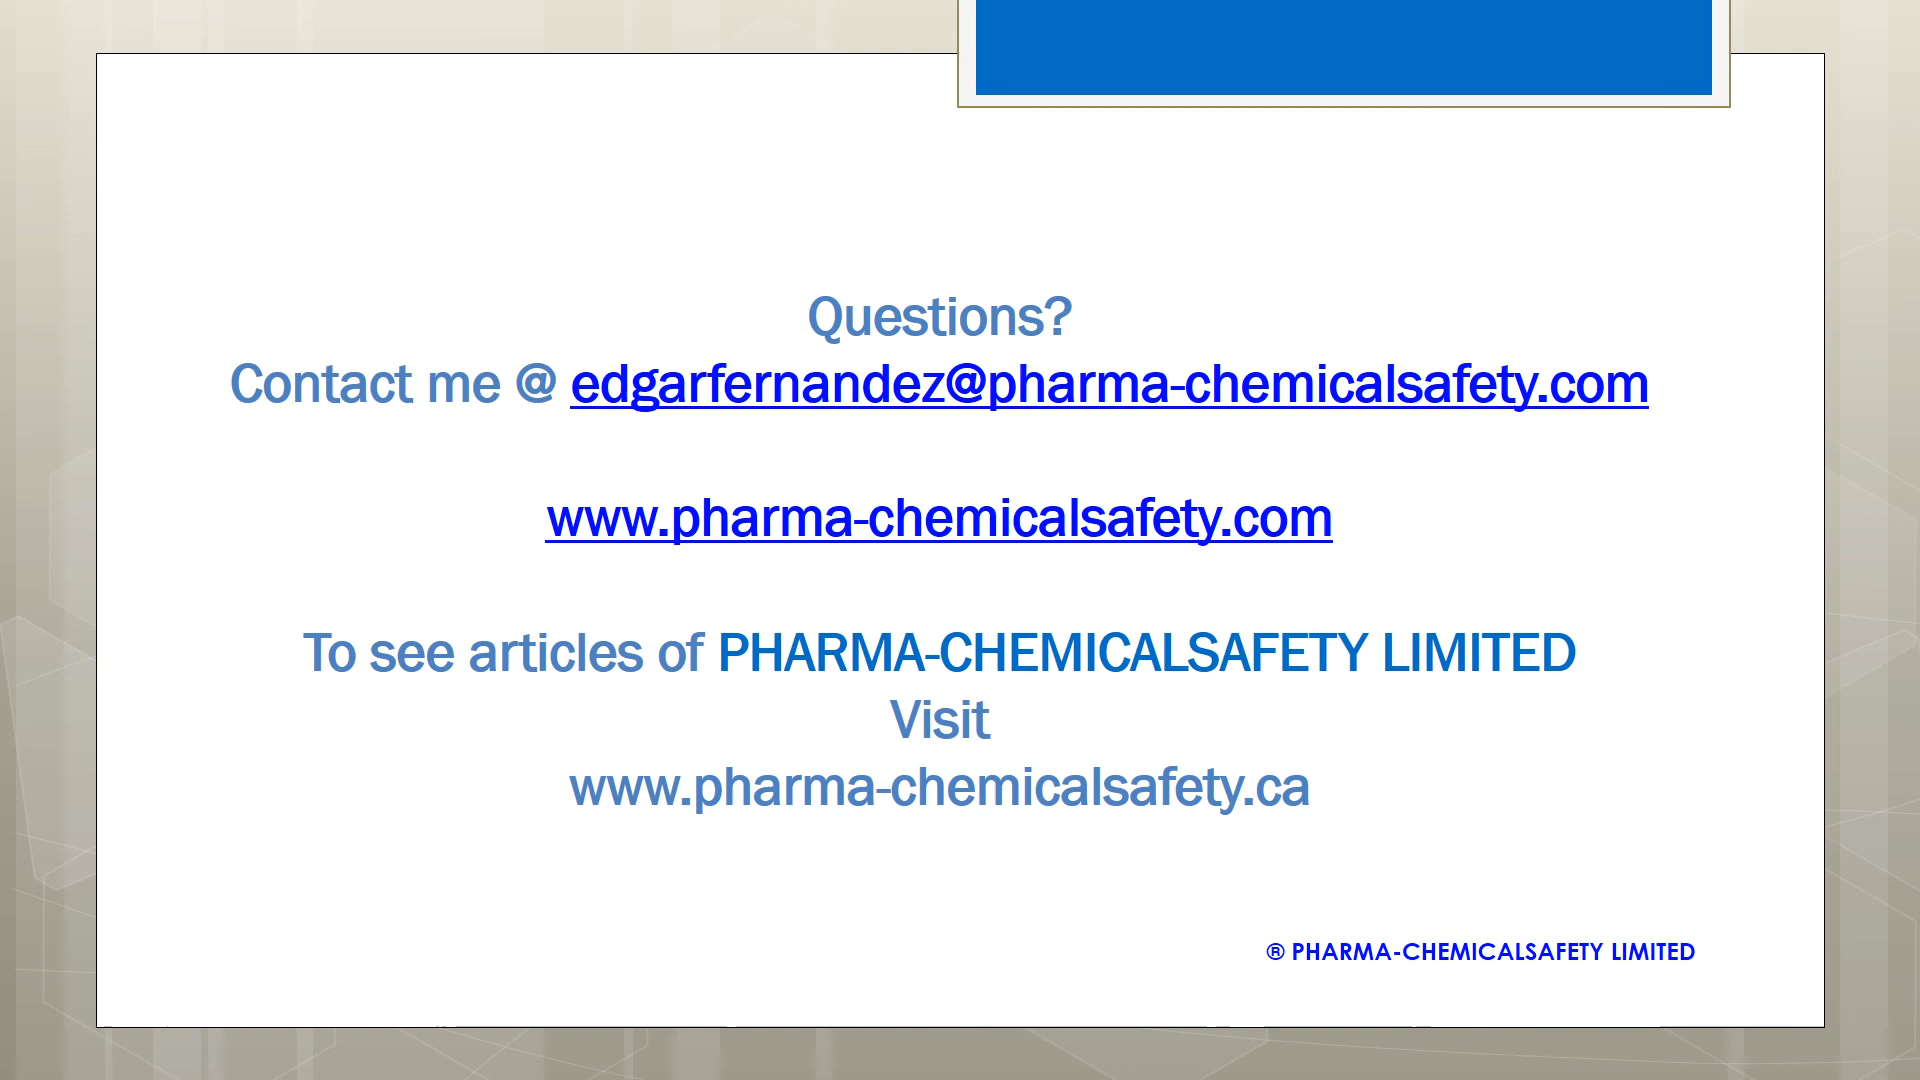 Questions?
Contact me @ edgarfernandez@pharma-chemicalsafety.com
www.pharma-chemicalsafety.com
To see articles of PHARMA-CHEMICALSAFETY LIMITED
Visit
www.pharma-chemicalsafety.ca
® PHARMA-CHEMICALSAFETY LIMITED